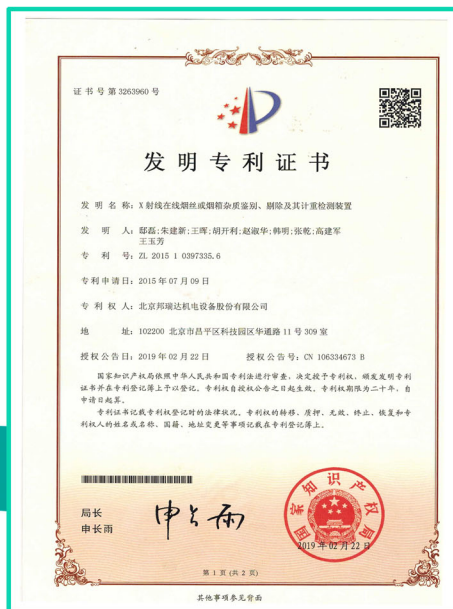 证书号第3263960号
发明专利证书
发明名称：X射线在线烟丝或烟箱杂质鉴别、剔除及其计重检测装置
发明人：鄢磊;朱建新;王晖;胡开利;赵淑华;韩明;张乾;高建军
王玉芳
专利号：ZL 2015 1 0397335.6
专利申请日：2015年07月09日
专利权人：北京邦瑞达机电设备股份有限公司
地址：102200 北京市昌平区科技园区华通路11号309室
授权公告日：2019年02月22日 授权公告号：CN 106334673 B
国家知识产权局依照中华人民共和国专利法进行审查，决定授予专利权，颁发发明专利
证书并在专利登记簿上予以登记。专利权自授权公告之日起生效。专利权期限为二十年，自
申请日起算。
专利证书记载专利权登记时的法律状况。专利权的转移、质押、无效、终止、恢复和专
利权人的姓名或名称、国籍、地址变更等事项记载在专利登记簿上。
局长
申长雨
申长雨
国家知识产权局
2019年02月22日
第1页(共2页)
其他事项参见背面